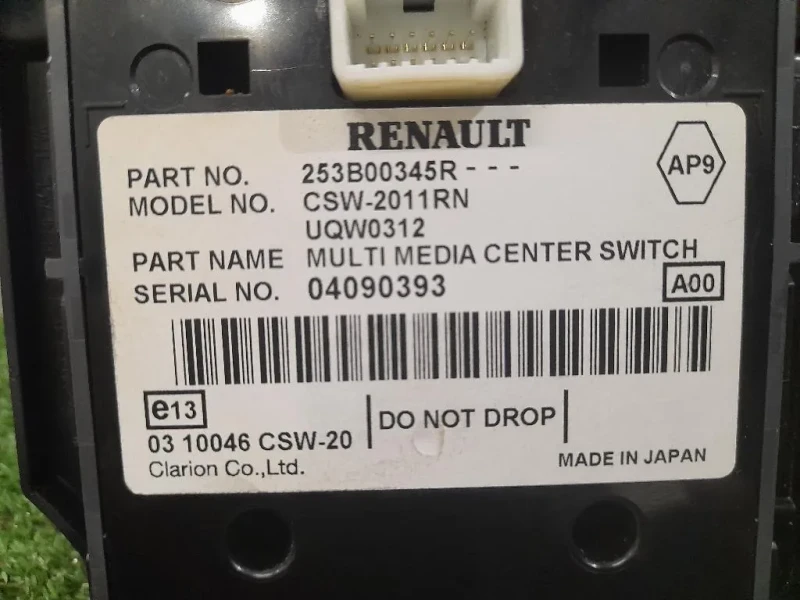 RENAULT
PART NO. 253B00345R - - -
AP9
MODEL NO. CSW-2011RN
UQW0312
PART NAME MULTI MEDIA CENTER SWITCH
SERIAL NO. 04090393
A00
e13
DO NOT DROP
03 10046 CSW-20
Clarion Co.,Ltd.
MADE IN JAPAN